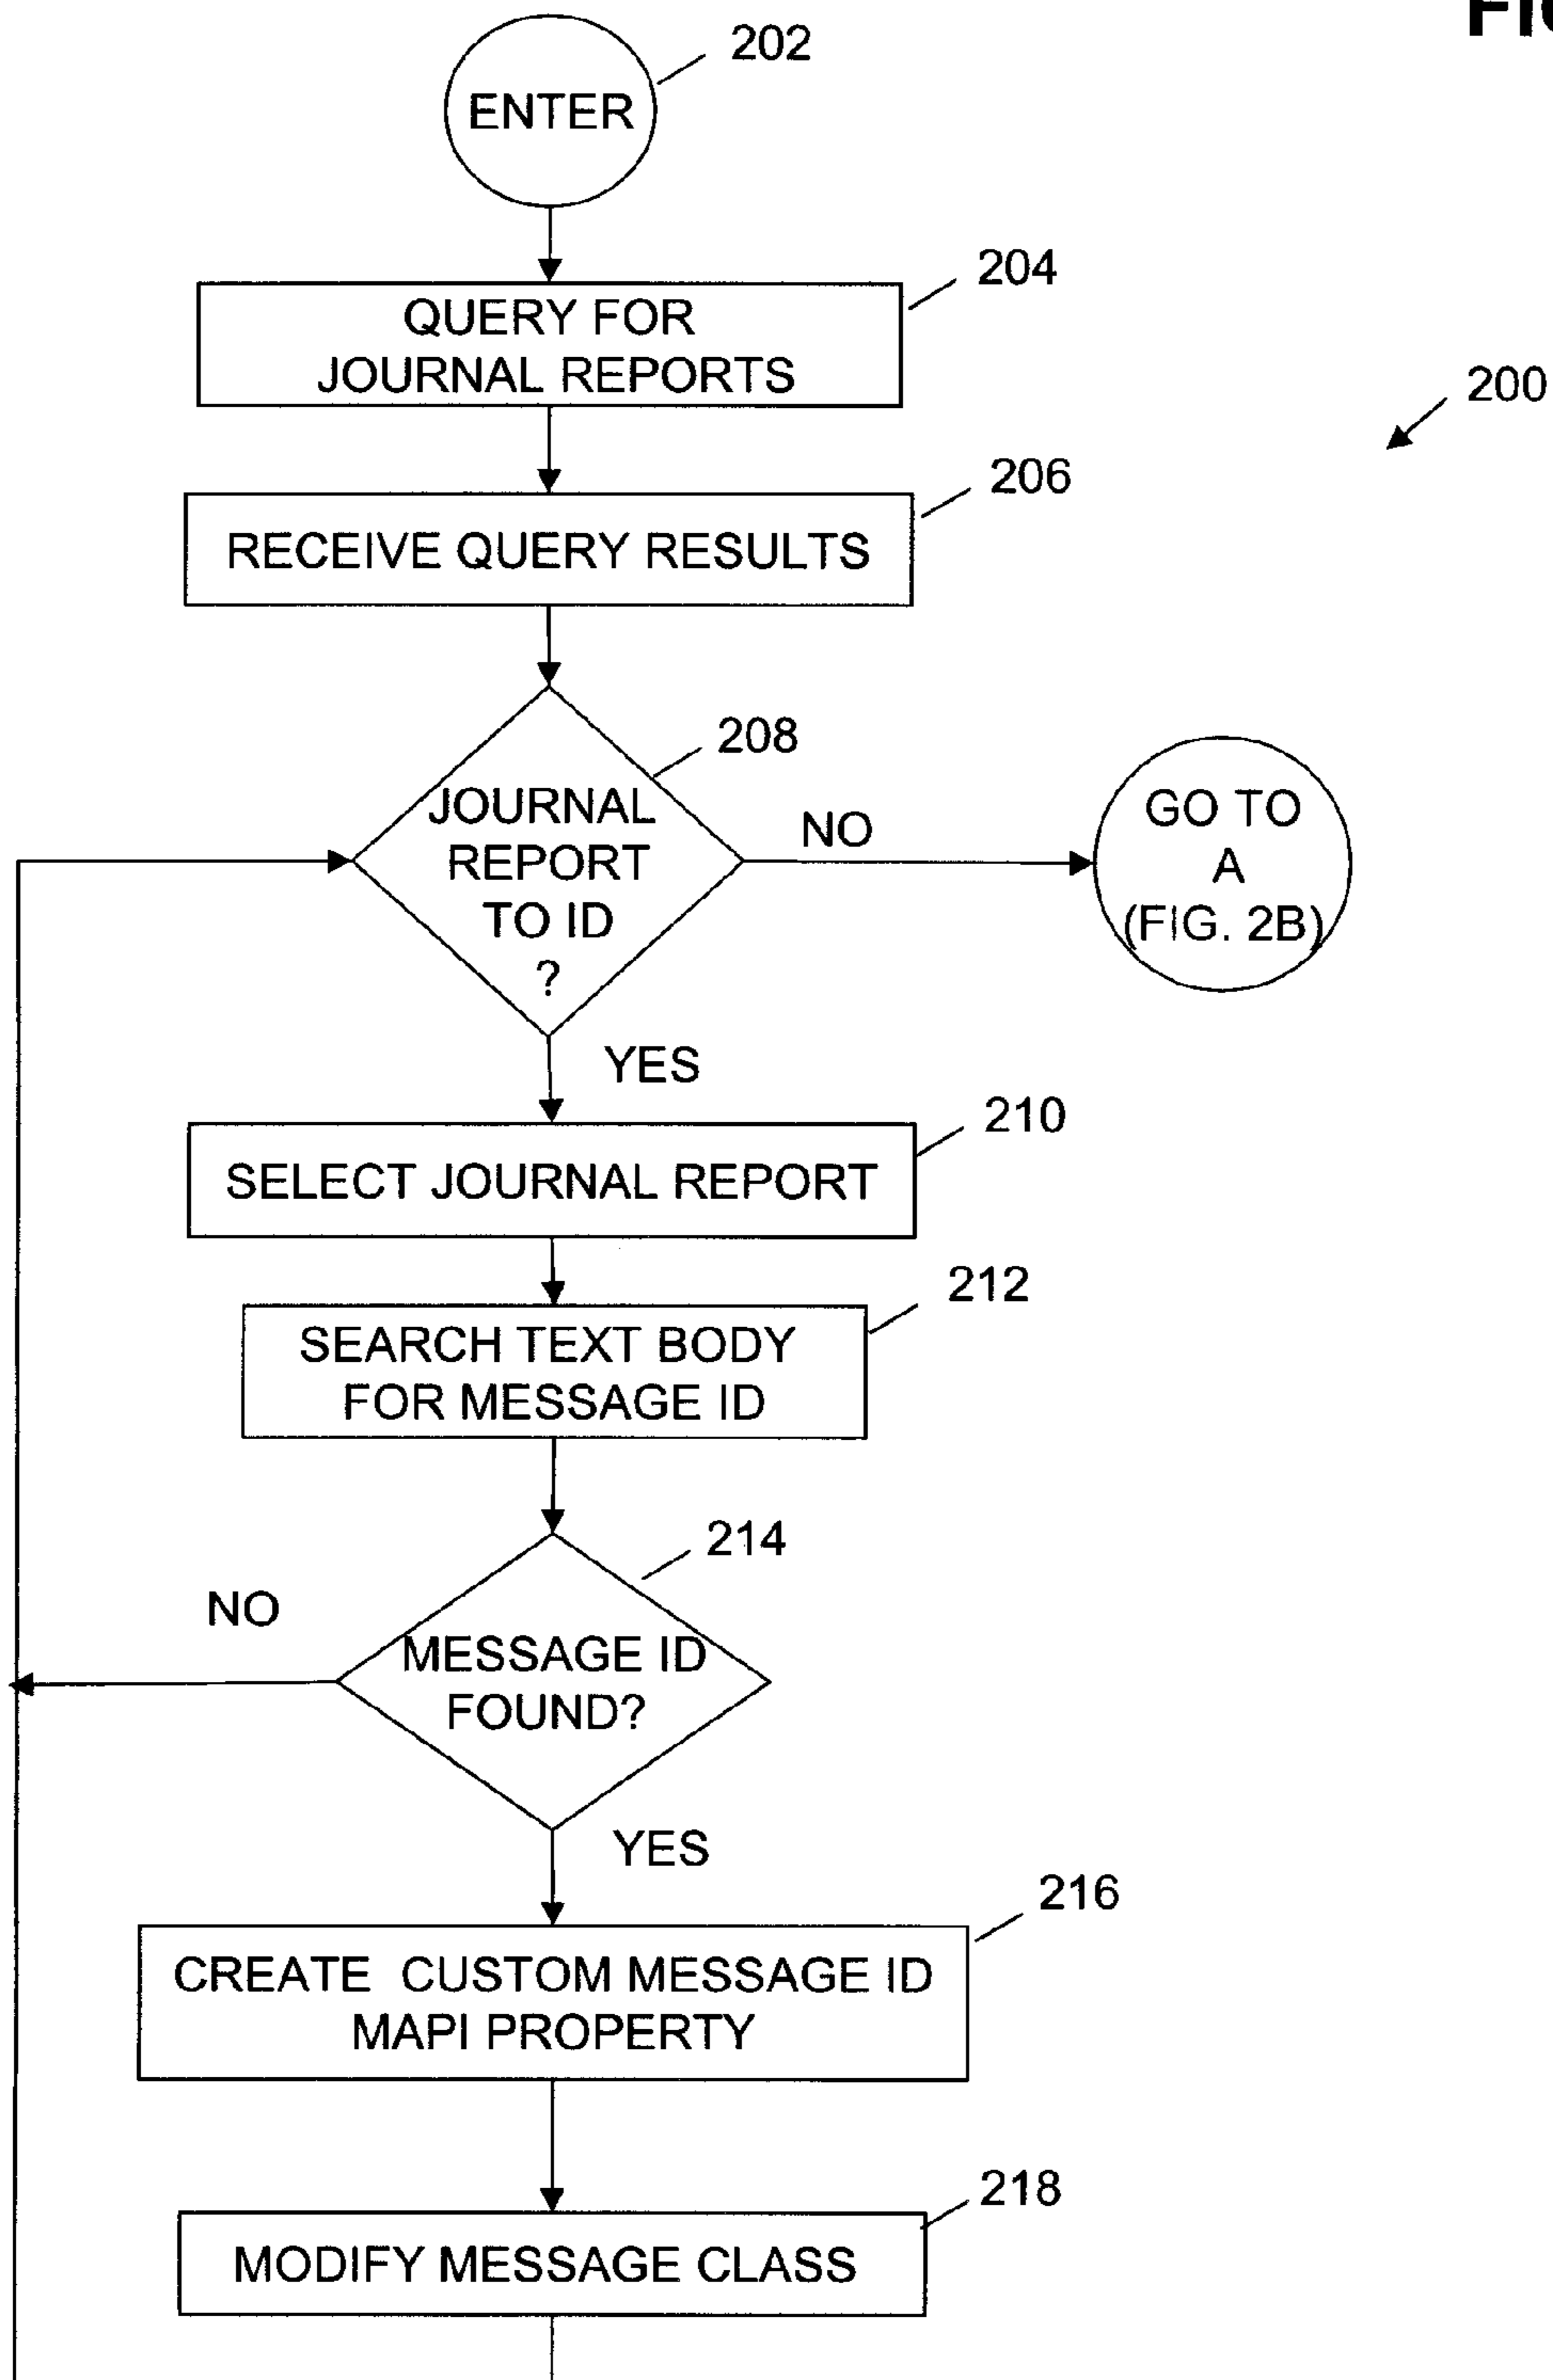 202
ENTER
204
QUERY FOR
JOURNAL REPORTS
200
206
RECEIVE QUERY RESULTS
208
JOURNAL
REPORT
TO ID
?
NO
GO TO
A
(FIG. 2B)
YES
210
SELECT JOURNAL REPORT
212
SEARCH TEXT BODY
FOR MESSAGE ID
214
NO
MESSAGE ID
FOUND?
YES
216
CREATE CUSTOM MESSAGE ID
MAPI PROPERTY
218
MODIFY MESSAGE CLASS